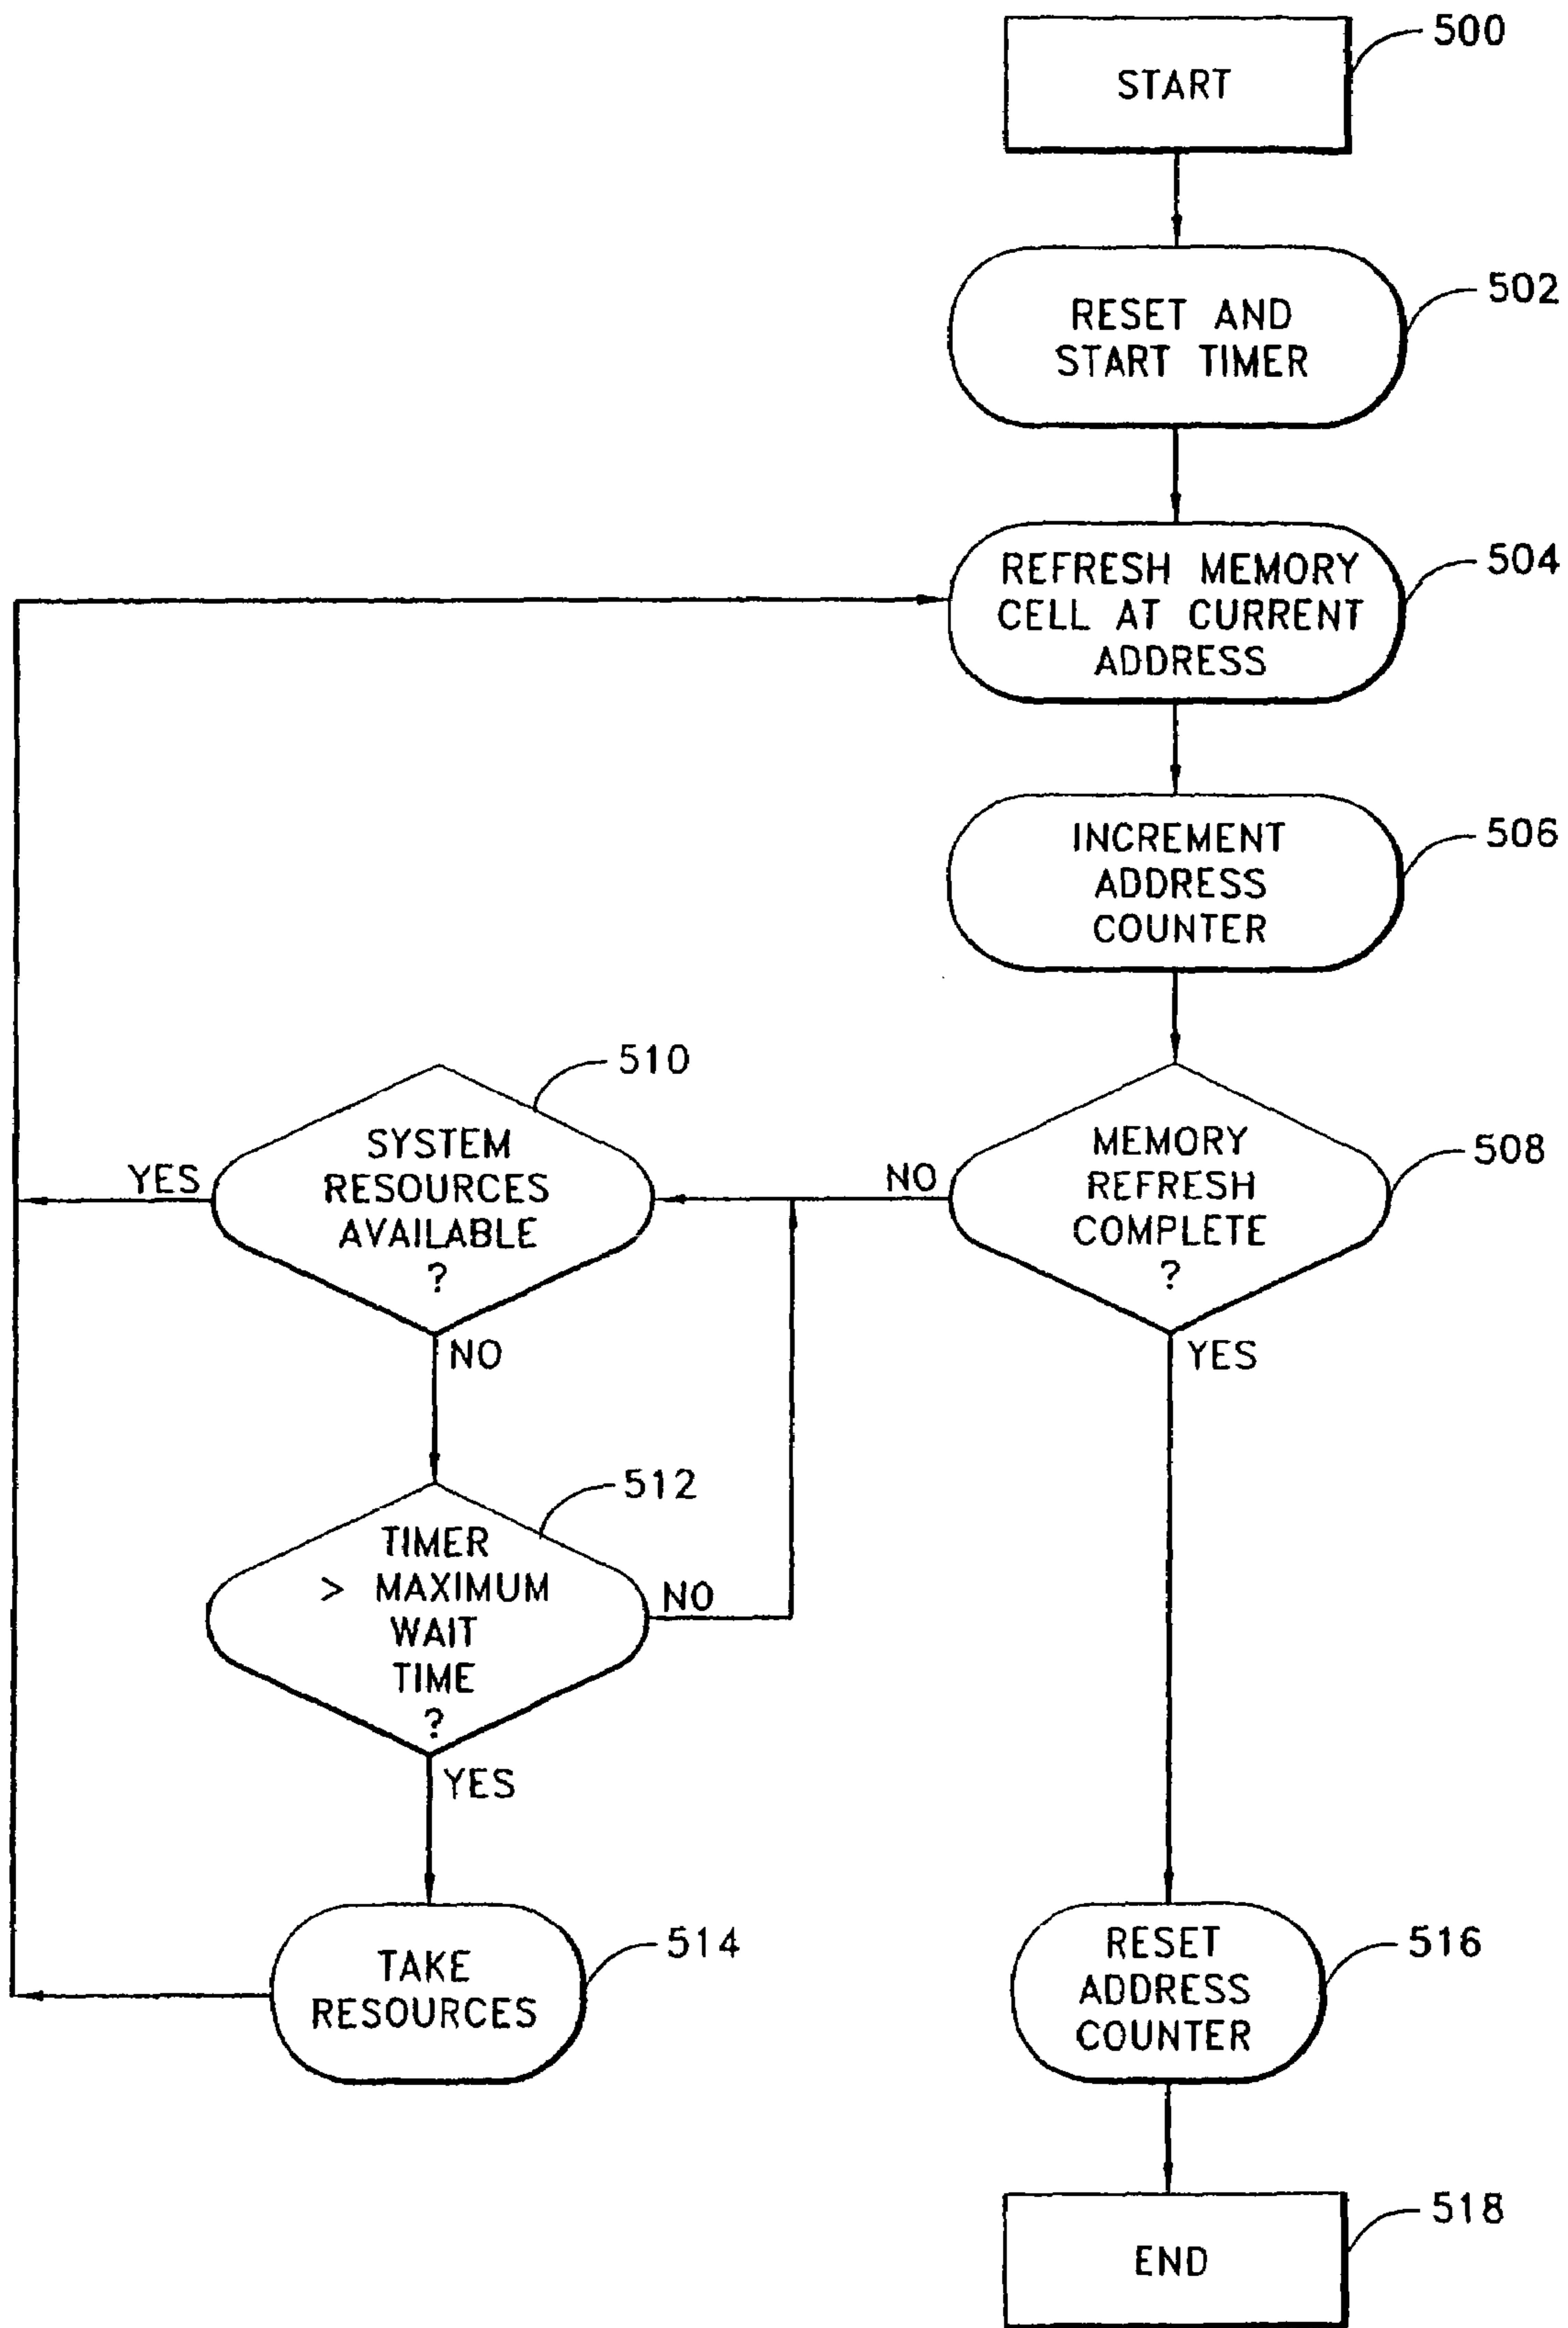 500
START
502
RESET AND
START TIMER
504
REFRESH MEMORY
CELL AT CURRENT
ADDRESS
506
INCREMENT
ADDRESS
COUNTER
510
SYSTEM
RESOURCES
AVAILABLE
?
YES
NO
508
MEMORY
REFRESH
COMPLETE
?
NO
YES
512
TIMER
> MAXIMUM
WAIT
TIME
?
NO
YES
514
TAKE
RESOURCES
516
RESET
ADDRESS
COUNTER
518
END